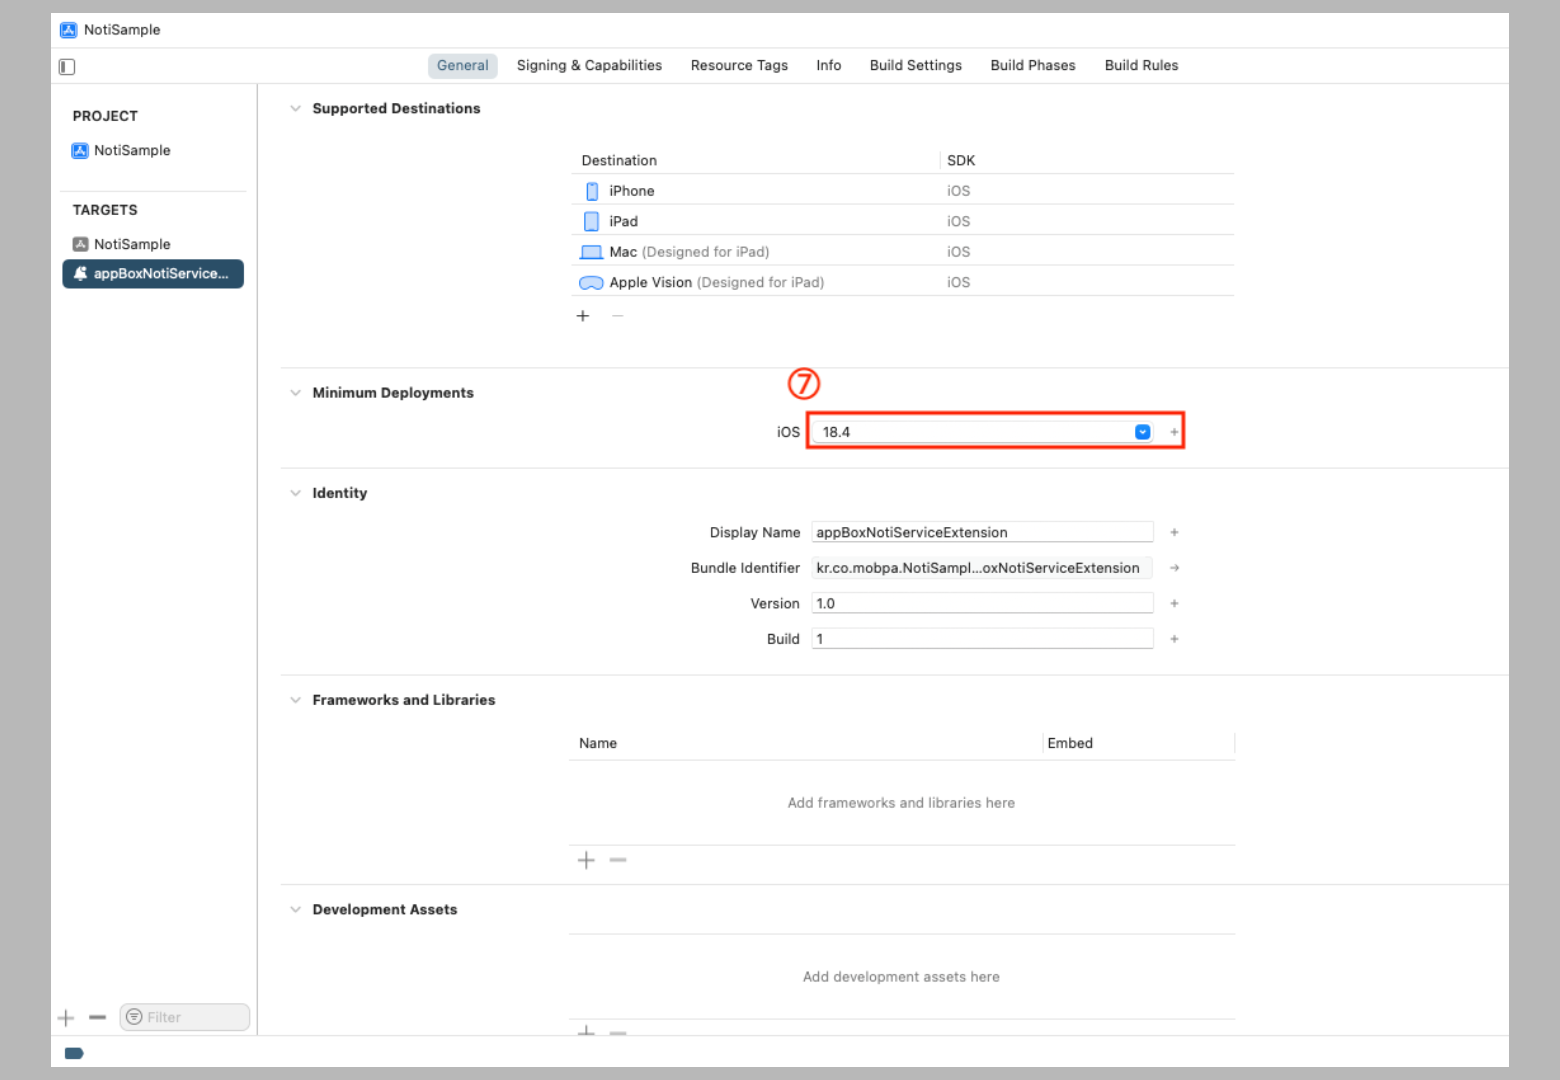 NotiSample
General Signing & Capabilities Resource Tags Info Build Settings Build Phases Build Rules
PROJECT
NotiSample
TARGETS
NotiSample
appBoxNotiService...
Supported Destinations
Destination SDK
iPhone iOS
iPad iOS
Mac (Designed for iPad) iOS
Apple Vision (Designed for iPad) iOS
+ −
Minimum Deployments
⑦
iOS 18.4 +
Identity
Display Name appBoxNotiServiceExtension +
Bundle Identifier kr.co.mobpa.NotiSampl...oxNotiServiceExtension →
Version 1.0 +
Build 1 +
Frameworks and Libraries
Name Embed
Add frameworks and libraries here
+ −
Development Assets
Add development assets here
+ −
+ − Filter